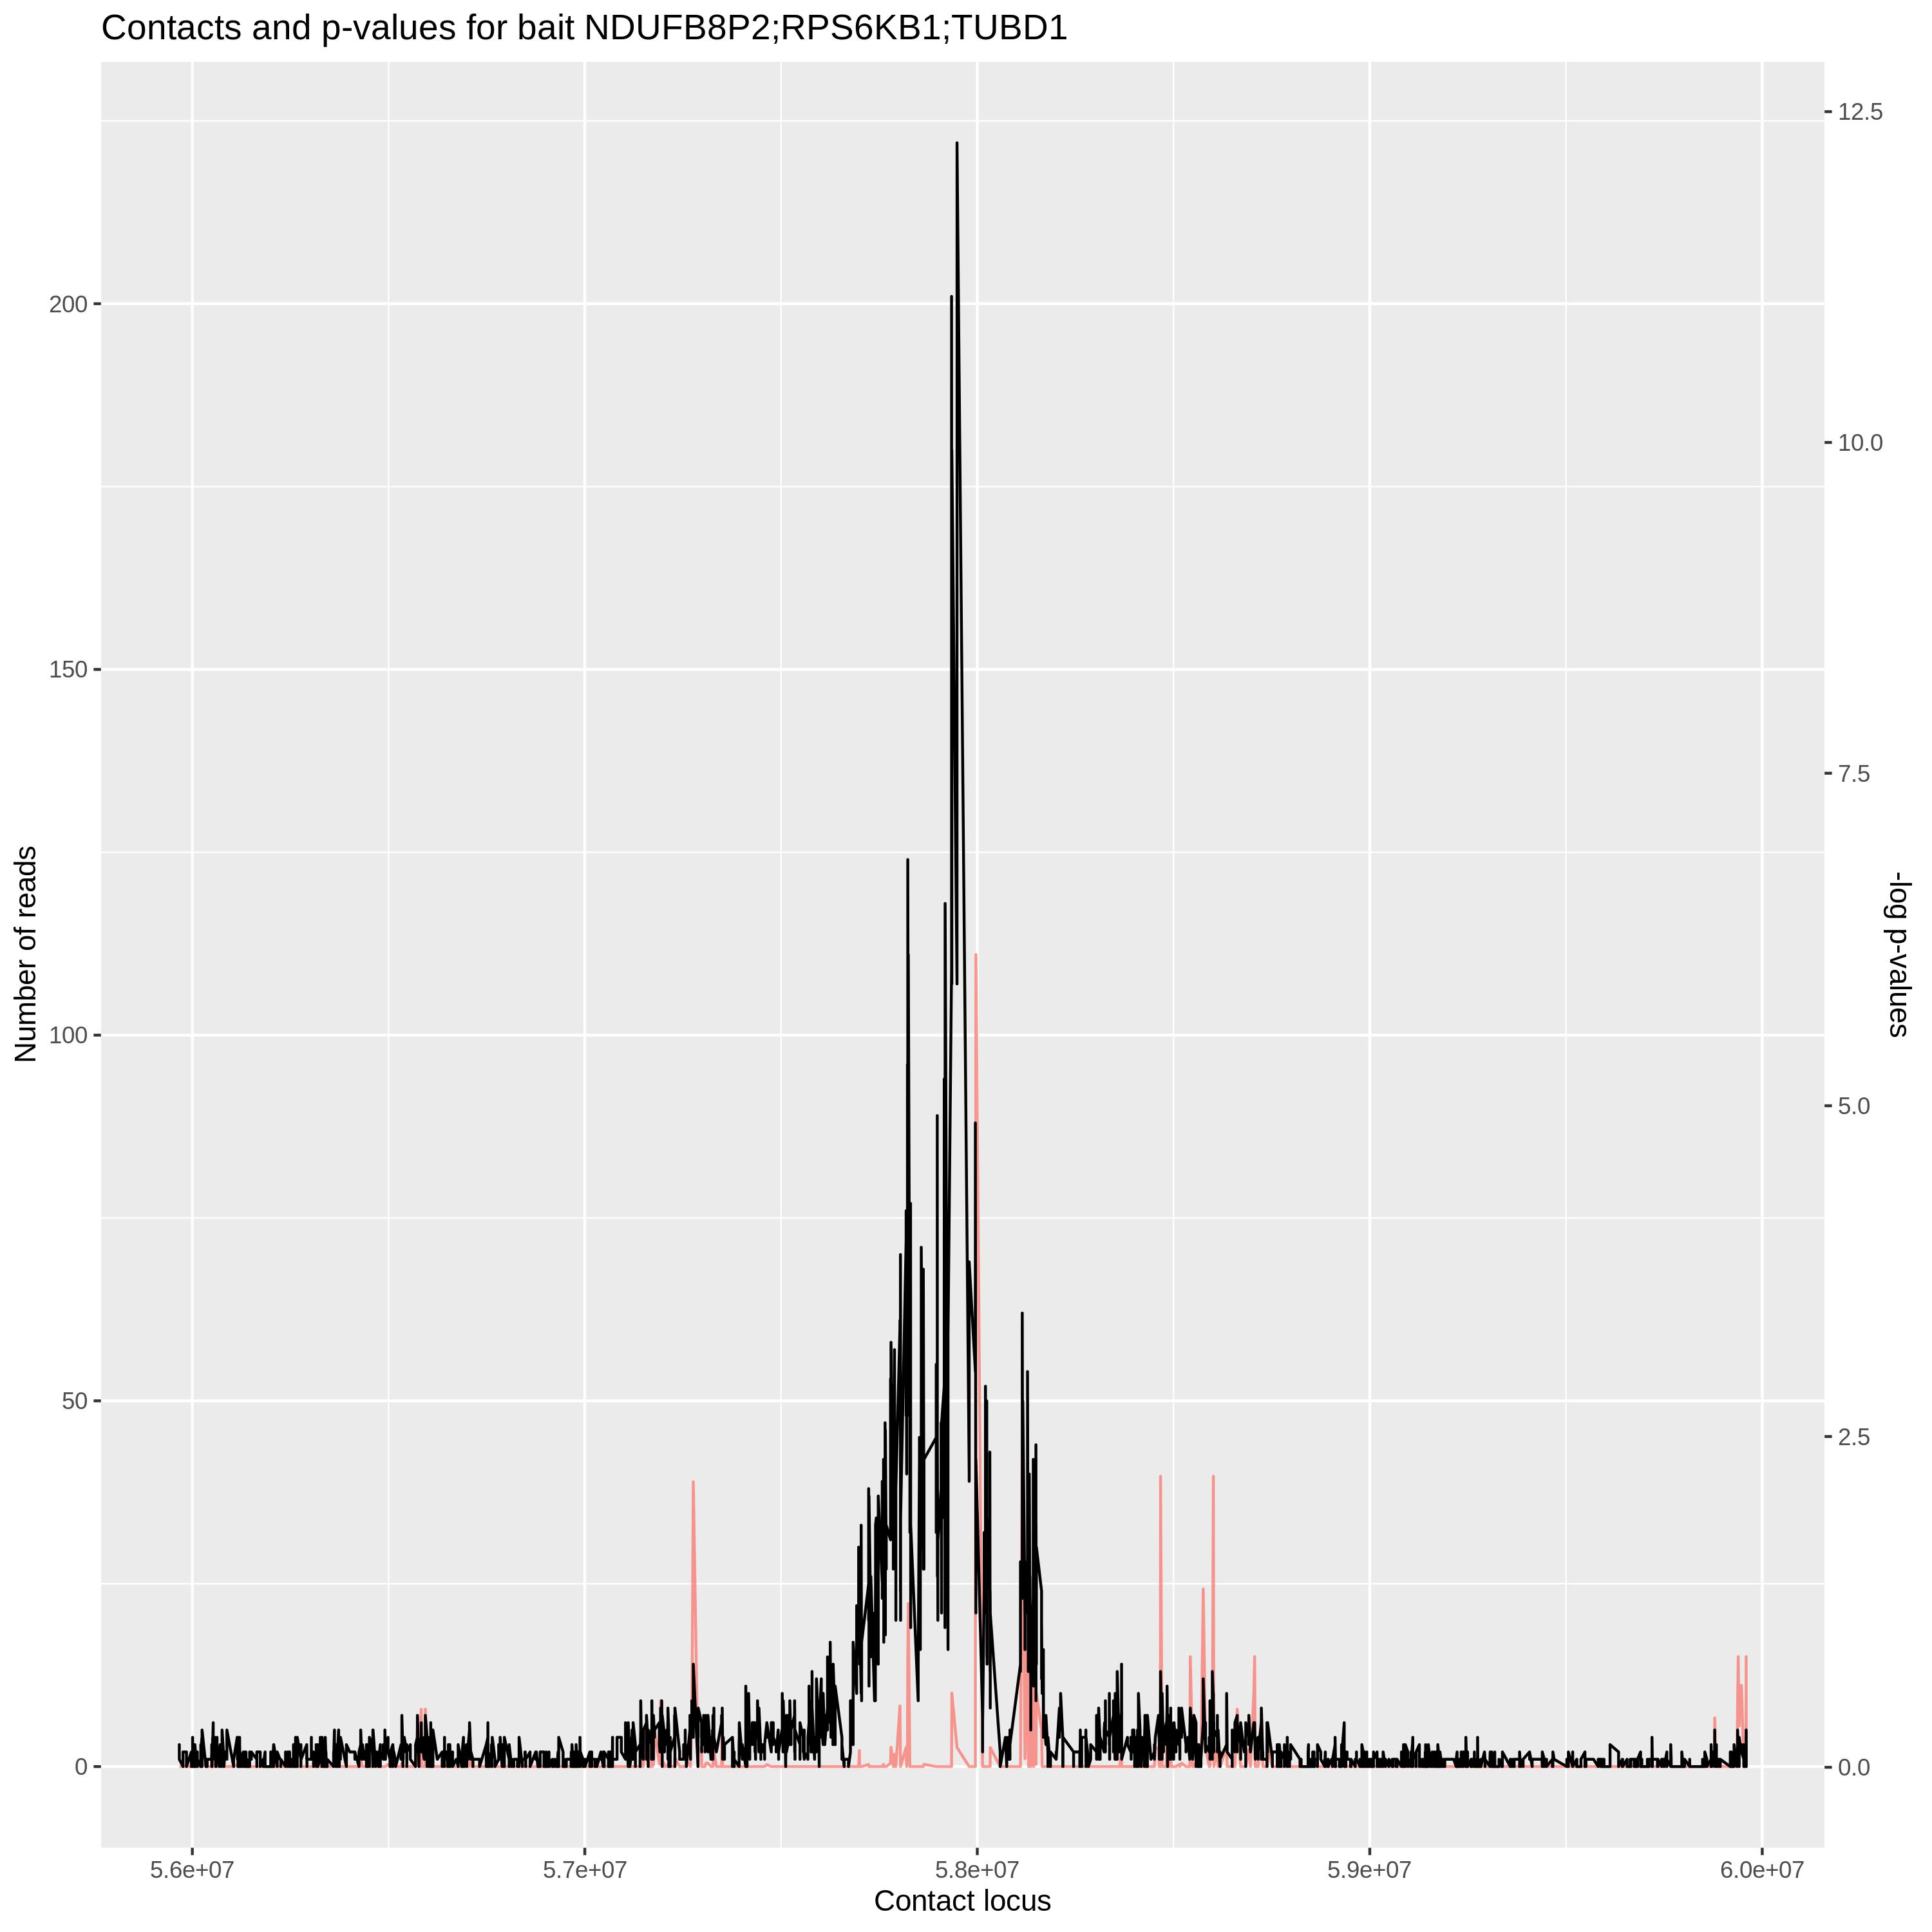 Contacts and p-values for bait NDUFB8P2;RPS6KB1;TUBD1
Number of reads
200
150
100
50
0
12.5
10.0
7.5
5.0
2.5
0.0
-log p-values
5.6e+07 5.7e+07 5.8e+07 5.9e+07 6.0e+07
Contact locus